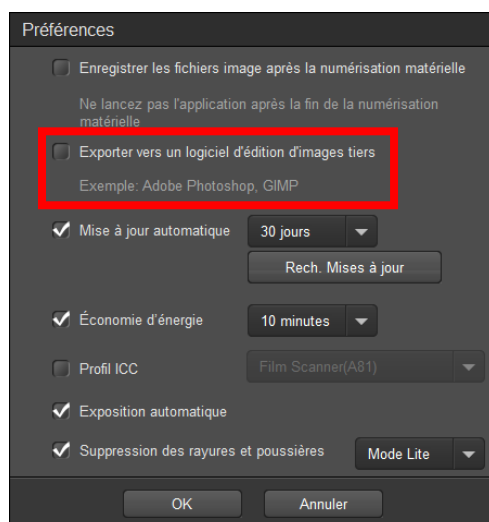 Préférences
Enregistrer les fichiers image après la numérisation matérielle
Ne lancez pas l'application après la fin de la numérisation
matérielle
Exporter vers un logiciel d'édition d'images tiers
Exemple: Adobe Photoshop, GIMP
Mise à jour automatique 30 jours
Rech. Mises à jour
Économie d'énergie 10 minutes
Profil ICC Film Scanner(A81)
Exposition automatique
Suppression des rayures et poussières Mode Lite
OK Annuler